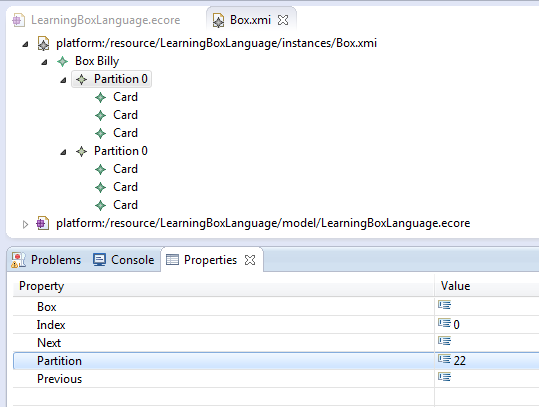 LearningBoxLanguage.ecore Box.xmi
platform:/resource/LearningBoxLanguage/instances/Box.xmi
Box Billy
Partition 0
Card
Card
Card
Partition 0
Card
Card
Card
platform:/resource/LearningBoxLanguage/model/LearningBoxLanguage.ecore
Problems Console Properties
Property Value
Box
Index 0
Next
Partition 22
Previous